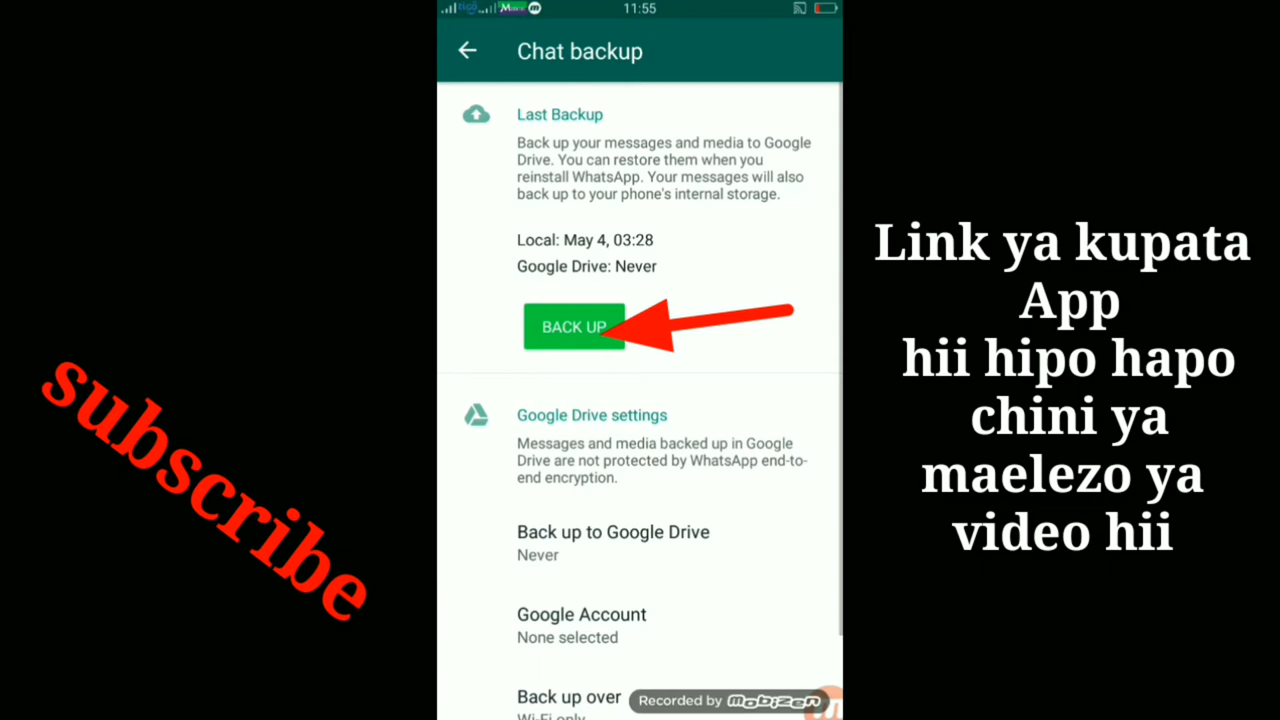 tigo
11:55
Chat backup
Last Backup
Back up your messages and media to Google
Drive. You can restore them when you
reinstall WhatsApp. Your messages will also
back up to your phone's internal storage.
Local: May 4, 03:28
Google Drive: Never
BACK UP
Google Drive settings
Messages and media backed up in Google
Drive are not protected by WhatsApp end-to-
end encryption.
Back up to Google Drive
Never
Google Account
None selected
Back up over
Wi-Fi only
Recorded by mobizen
subscribe
Link ya kupata
App
hii hipo hapo
chini ya
maelezo ya
video hii